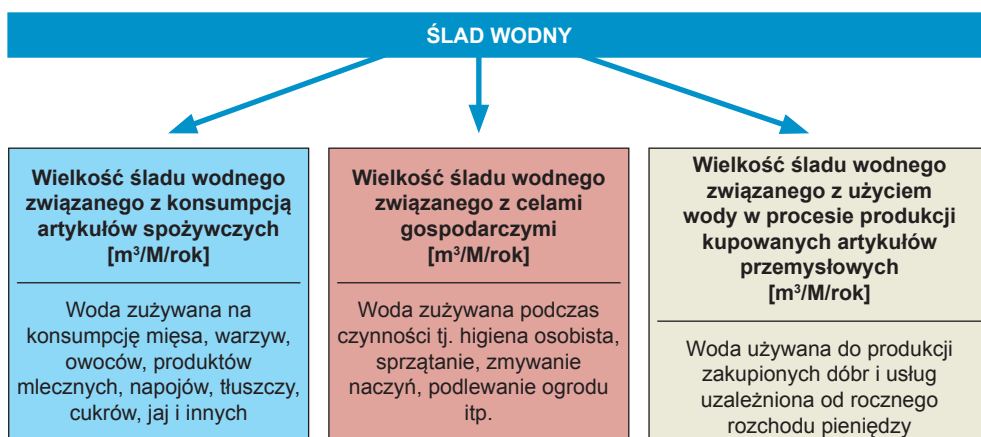 ŚLAD WODNY
Wielkość śladu wodnego
związanego z konsumpcją
artykułów spożywczych
[m³/M/rok]
Woda zużywana na
konsumpcję mięsa, warzyw,
owoców, produktów
mlecznych, napojów, tłuszczy,
cukrów, jaj i innych
Wielkość śladu wodnego
związanego z celami
gospodarczymi
[m³/M/rok]
Woda zużywana podczas
czynności tj. higiena osobista,
sprzątanie, zmywanie
naczyń, podlewanie ogrodu
itp.
Wielkość śladu wodnego
związanego z użyciem
wody w procesie produkcji
kupowanych artykułów
przemysłowych
[m³/M/rok]
Woda używana do produkcji
zakupionych dóbr i usług
uzależniona od rocznego
rozchodu pieniędzy